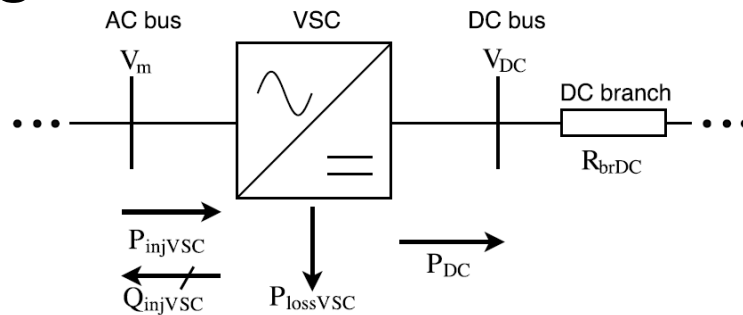 AC bus
VSC
DC bus
Vm
VDC
DC branch
RbrDC
PinjVSC
QinjVSC
PlossVSC
PDC